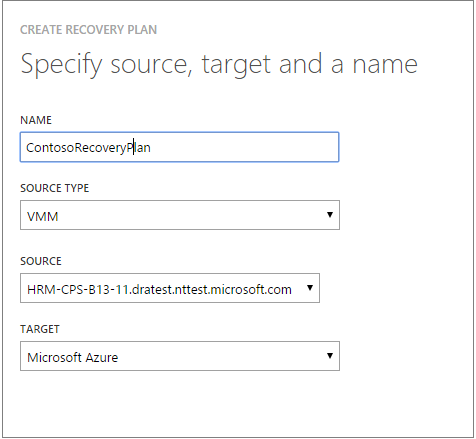 CREATE RECOVERY PLAN
Specify source, target and a name
NAME
ContosoRecoveryPlan
SOURCE TYPE
VMM
SOURCE
HRM-CPS-B13-11.dratest.nttest.microsoft.com
TARGET
Microsoft Azure